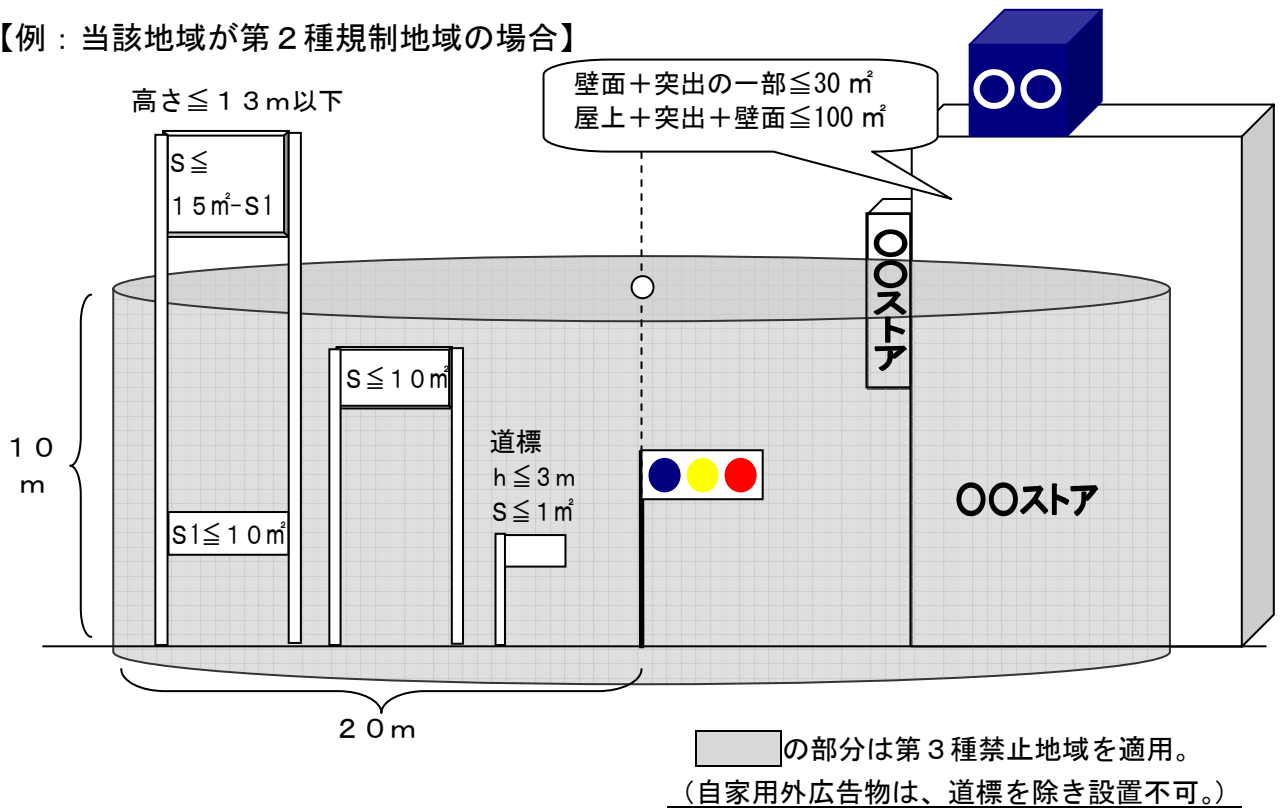 【例：当該地域が第２種規制地域の場合】
高さ≦１３ｍ以下
壁面＋突出の一部≦30 ㎡
屋上＋突出＋壁面≦100 ㎡
〇〇
S≦
１５㎡-S1
〇〇ストア
S≦１０㎡
１０
ｍ
道標
ｈ≦３ｍ
S≦１㎡
〇〇ストア
S1≦１０㎡
２０ｍ
の部分は第３種禁止地域を適用。
（自家用外広告物は、道標を除き設置不可。）